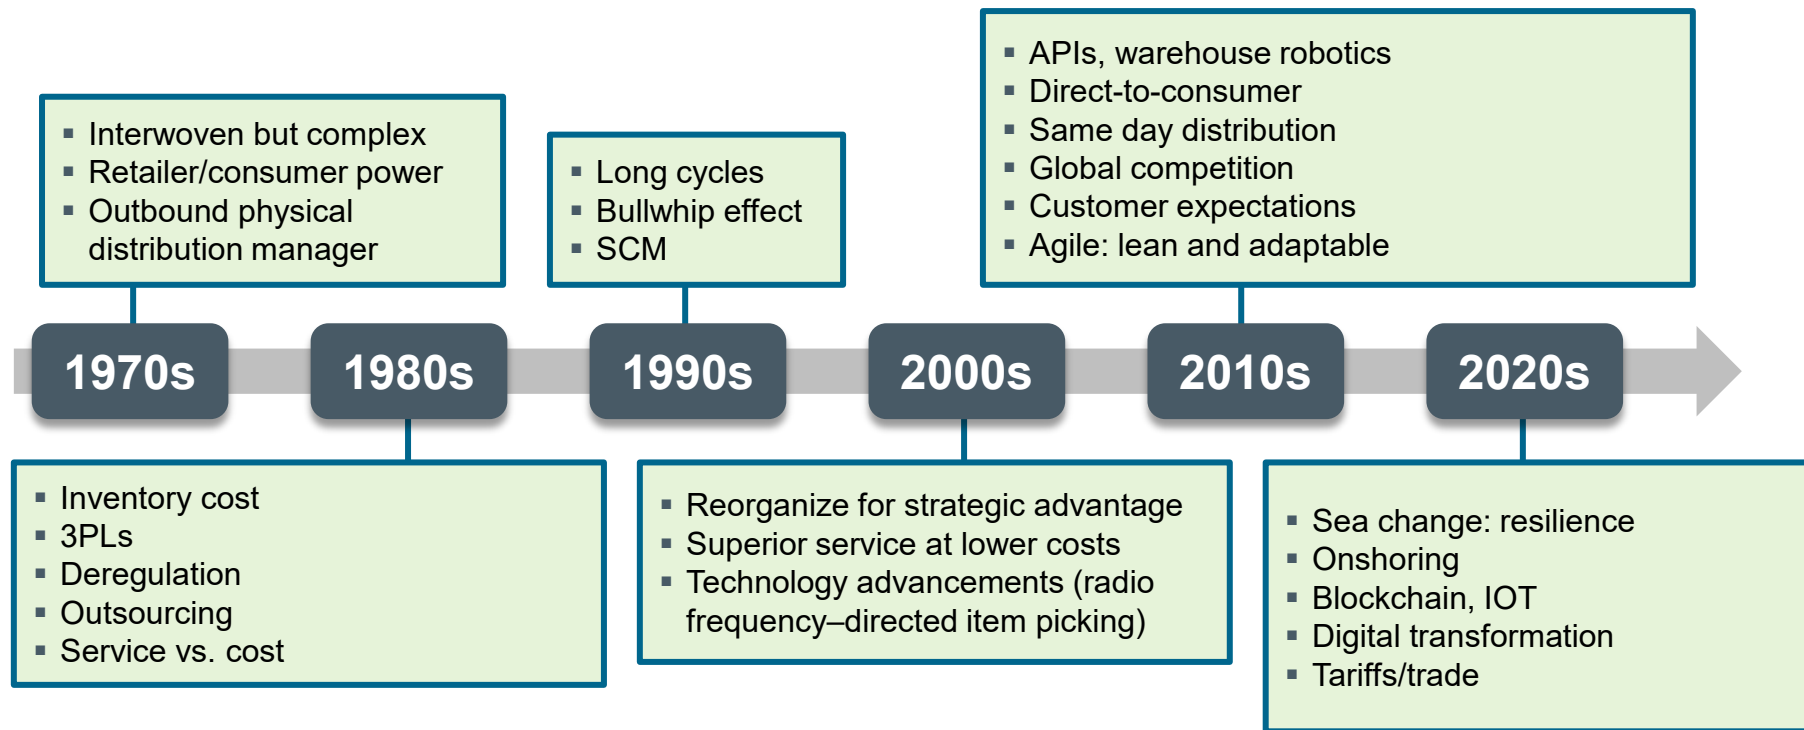 ▪ Interwoven but complex
▪ Retailer/consumer power
▪ Outbound physical
distribution manager
▪ Long cycles
▪ Bullwhip effect
▪ SCM
▪ APIs, warehouse robotics
▪ Direct-to-consumer
▪ Same day distribution
▪ Global competition
▪ Customer expectations
▪ Agile: lean and adaptable
1970s
1980s
1990s
2000s
2010s
2020s
▪ Inventory cost
▪ 3PLs
▪ Deregulation
▪ Outsourcing
▪ Service vs. cost
▪ Reorganize for strategic advantage
▪ Superior service at lower costs
▪ Technology advancements (radio
frequency–directed item picking)
▪ Sea change: resilience
▪ Onshoring
▪ Blockchain, IOT
▪ Digital transformation
▪ Tariffs/trade